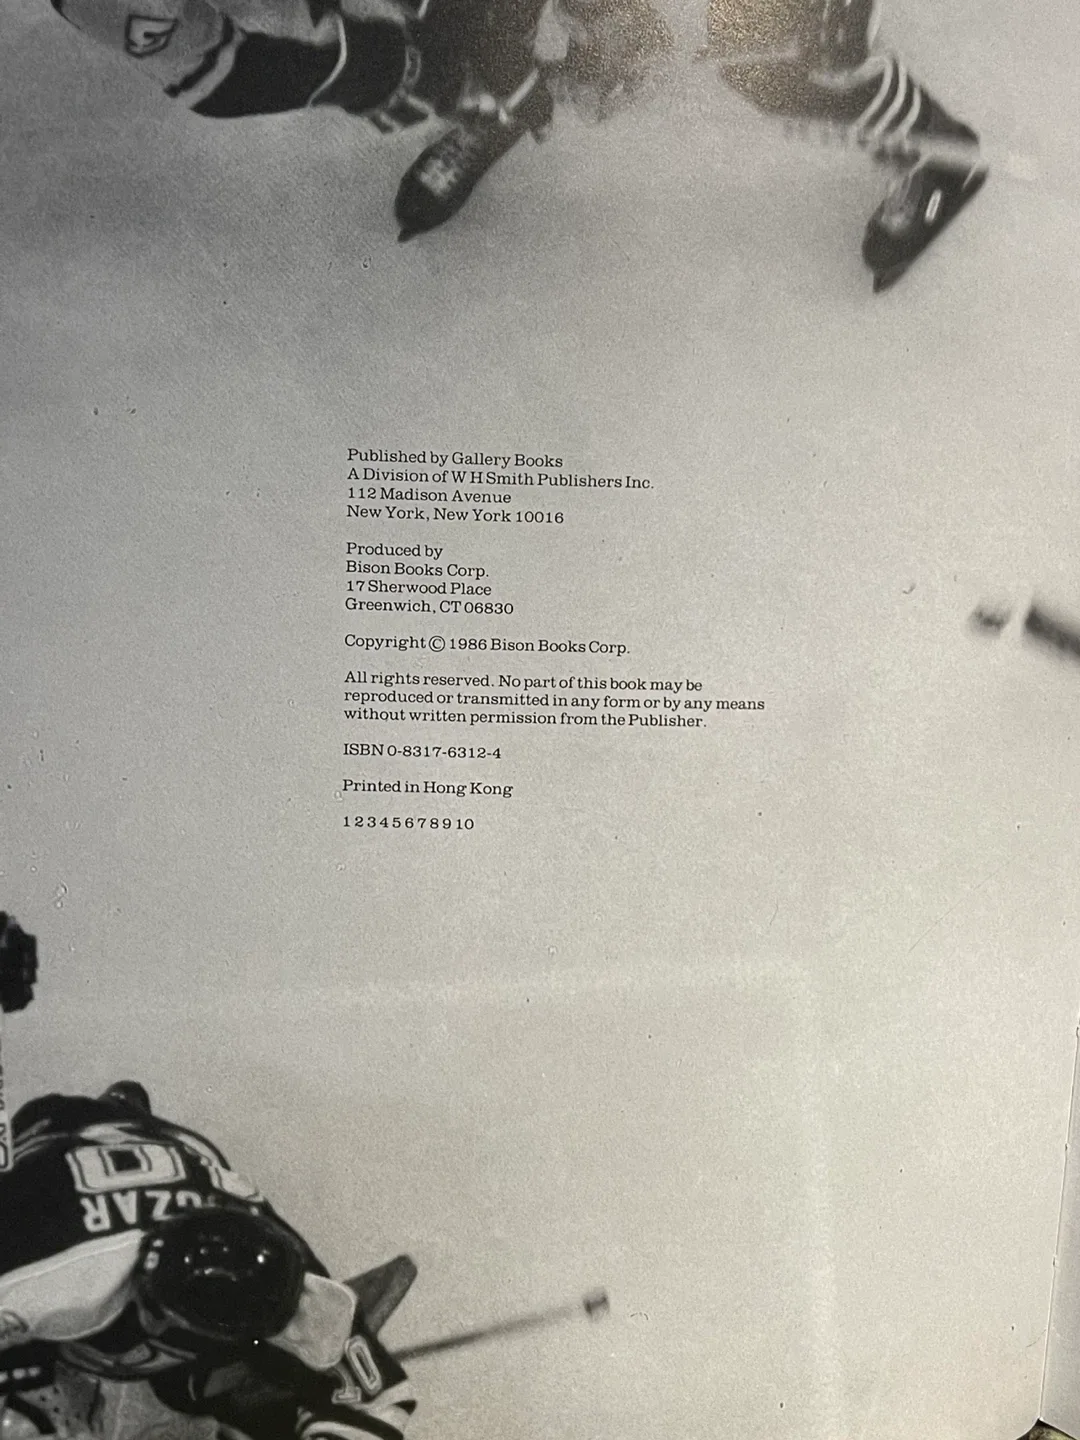 Published by Gallery Books
A Division of W H Smith Publishers Inc.
112 Madison Avenue
New York, New York 10016
Produced by
Bison Books Corp.
17 Sherwood Place
Greenwich, CT 06830
Copyright © 1986 Bison Books Corp.
All rights reserved. No part of this book may be
reproduced or transmitted in any form or by any means
without written permission from the Publisher.
ISBN 0-8317-6312-4
Printed in Hong Kong
1 2 3 4 5 6 7 8 9 10
10